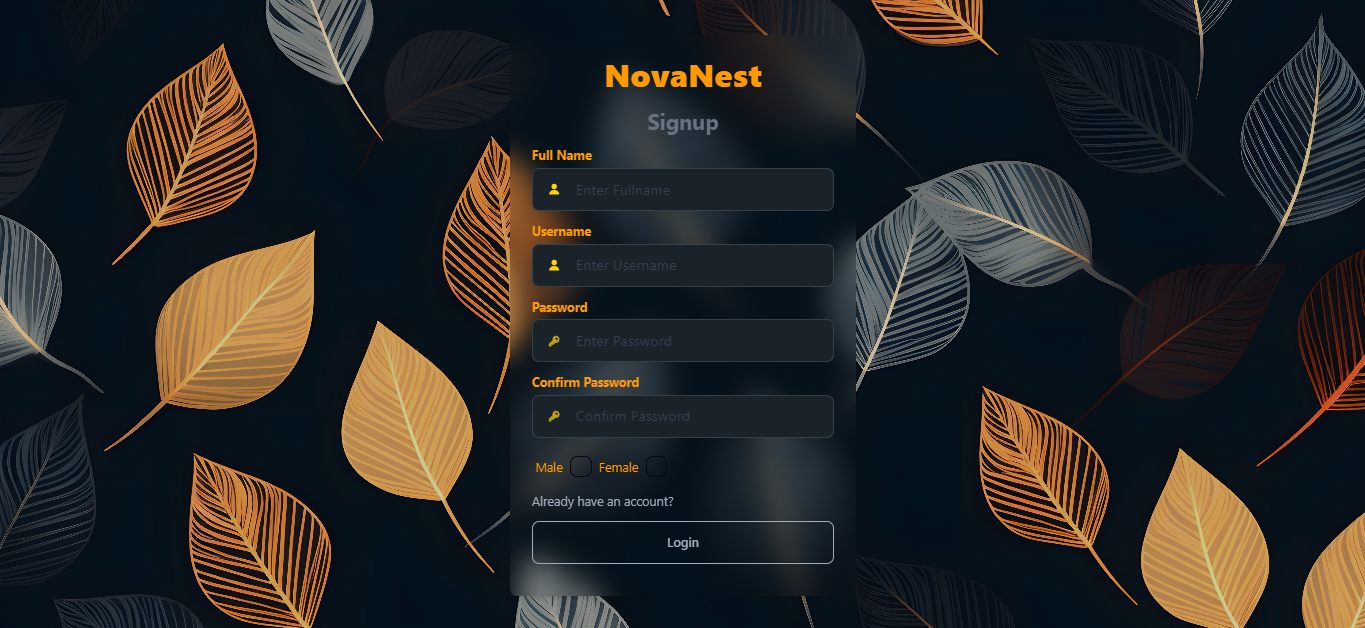 NovaNest
Signup
Full Name
Enter Fullname
Username
Enter Username
Password
Enter Password
Confirm Password
Confirm Password
Male Female
Already have an account?
Login